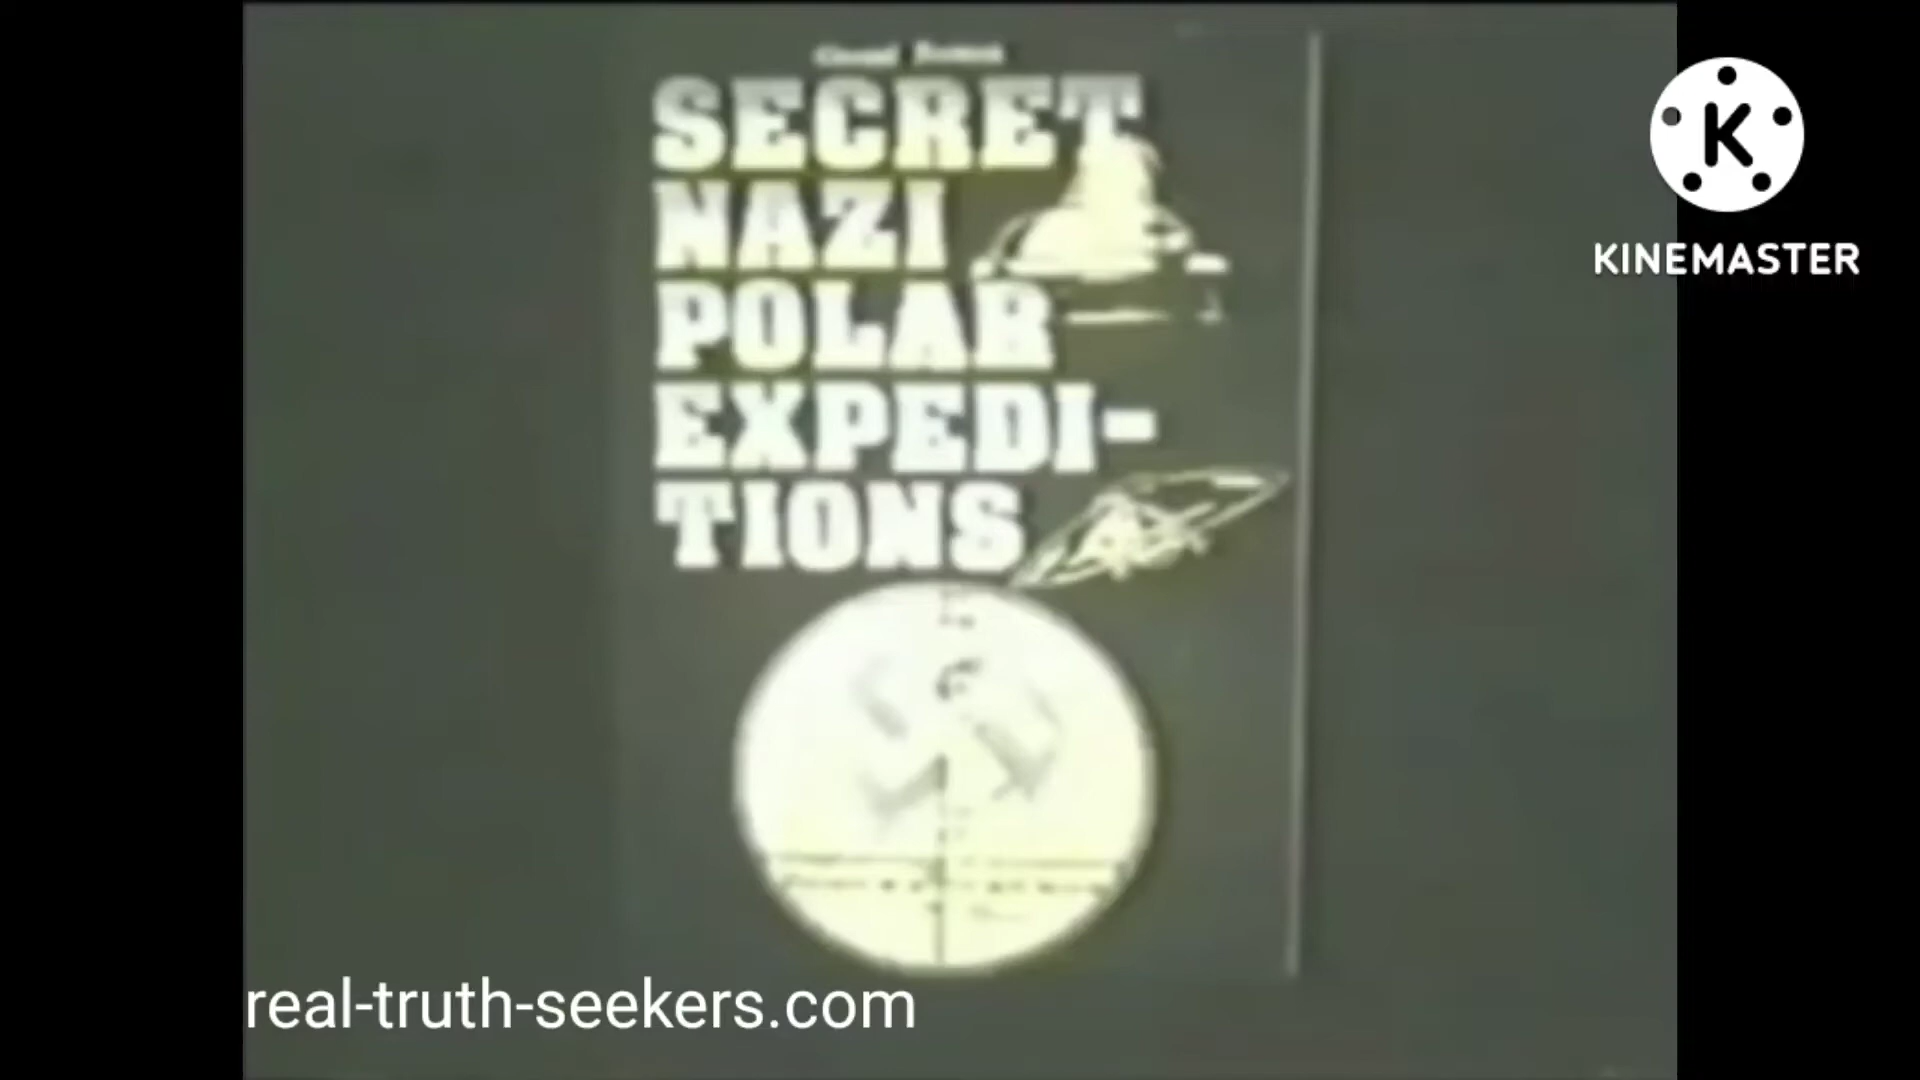 SECRET
NAZI
POLAR
EXPEDI-
TIONS
K
KINEMASTER
real-truth-seekers.com